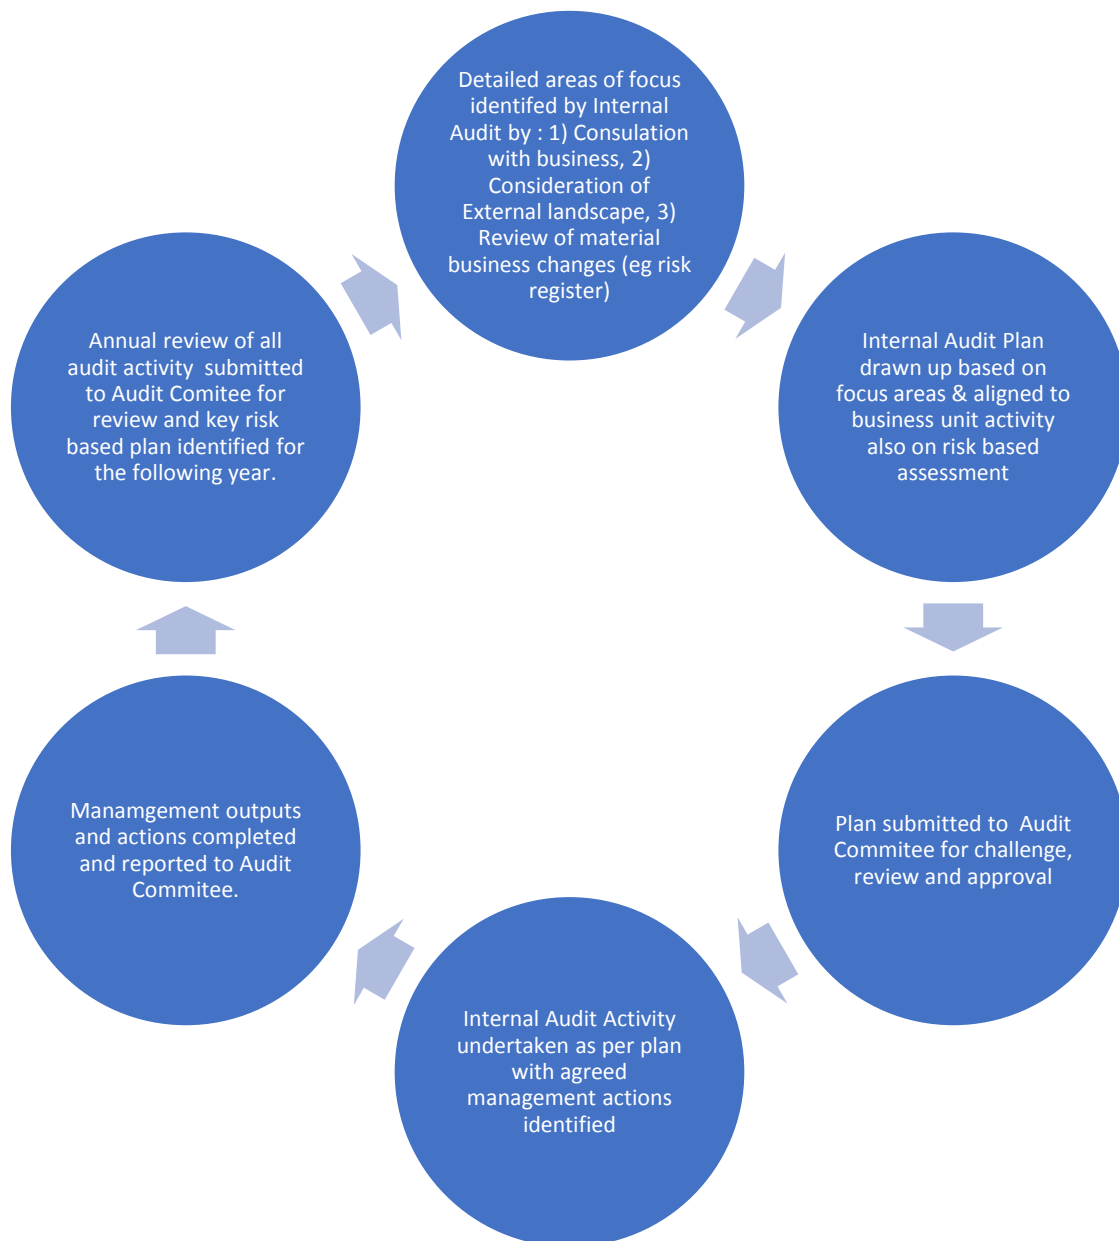 Detailed areas of focus
identifed by Internal
Audit by : 1) Consulation
with business, 2)
Consideration of
External landscape, 3)
Review of material
business changes (eg risk
register)
Internal Audit Plan
drawn up based on
focus areas & aligned to
business unit activity
also on risk based
assessment
Plan submitted to  Audit
Commitee for challenge,
review and approval
Internal Audit Activity
undertaken as per plan
with agreed
management actions
identified
Manamgement outputs
and actions completed
and reported to Audit
Commitee.
Annual review of all
audit activity  submitted
to Audit Comitee for
review and key risk
based plan identified for
the following year.